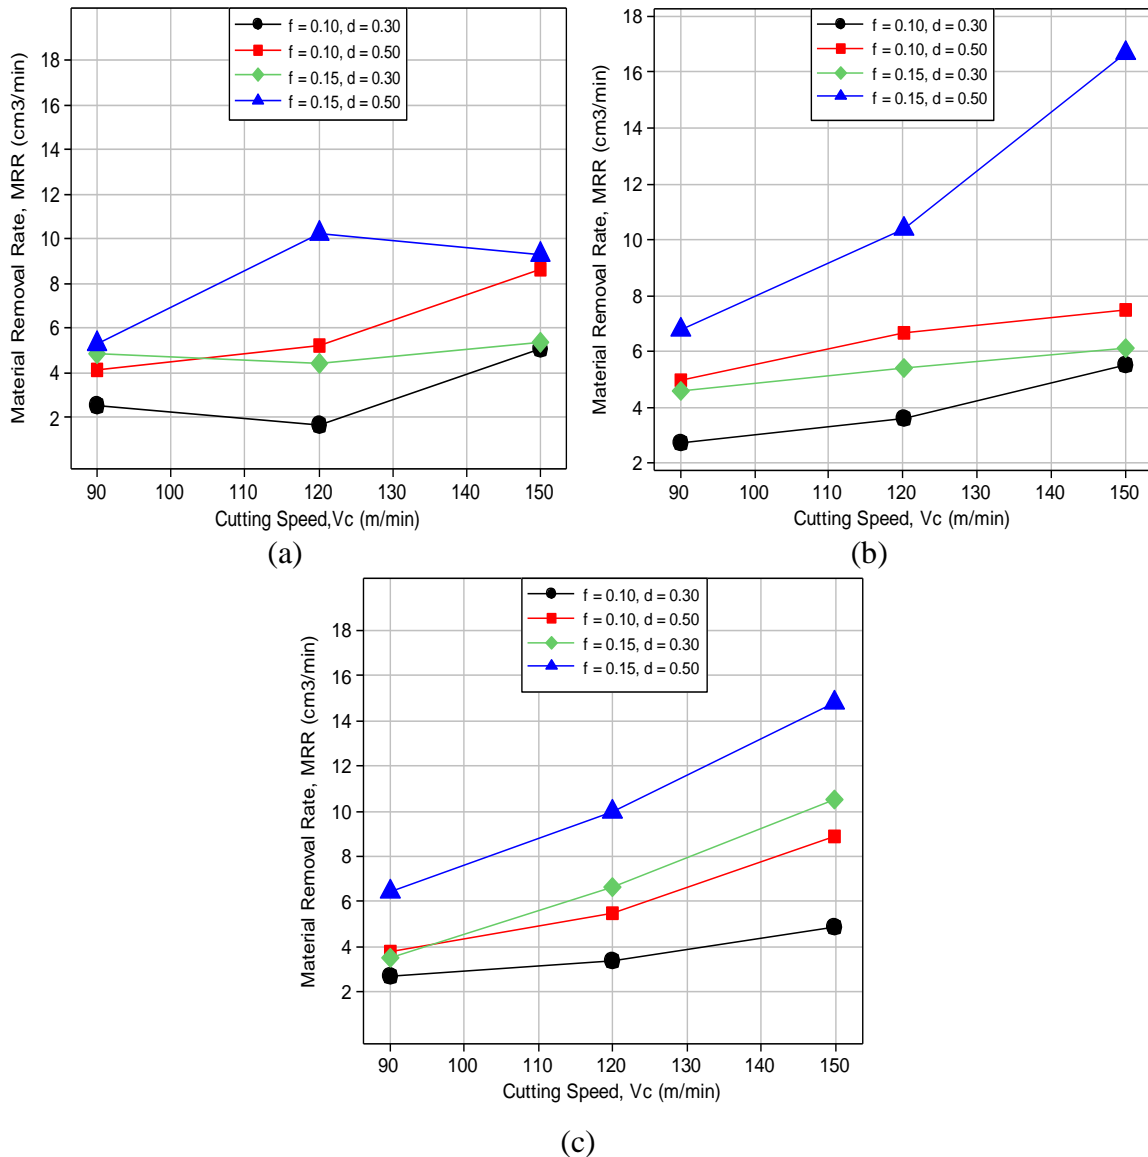 f = 0.10, d = 0.30
f = 0.10, d = 0.50
f = 0.15, d = 0.30
f = 0.15, d = 0.50
Material Removal Rate, MRR (cm3/min)
18
16
14
12
10
8
6
4
2
90 100 110 120 130 140 150
Cutting Speed,Vc (m/min)
(a)
f = 0.10, d = 0.30
f = 0.10, d = 0.50
f = 0.15, d = 0.30
f = 0.15, d = 0.50
Material Removal Rate, MRR (cm3/min)
18
16
14
12
10
8
6
4
2
90 100 110 120 130 140 150
Cutting Speed, Vc (m/min)
(b)
f = 0.10, d = 0.30
f = 0.10, d = 0.50
f = 0.15, d = 0.30
f = 0.15, d = 0.50
Material Removal Rate, MRR (cm3/min)
18
16
14
12
10
8
6
4
2
90 100 110 120 130 140 150
Cutting Speed, Vc (m/min)
(c)